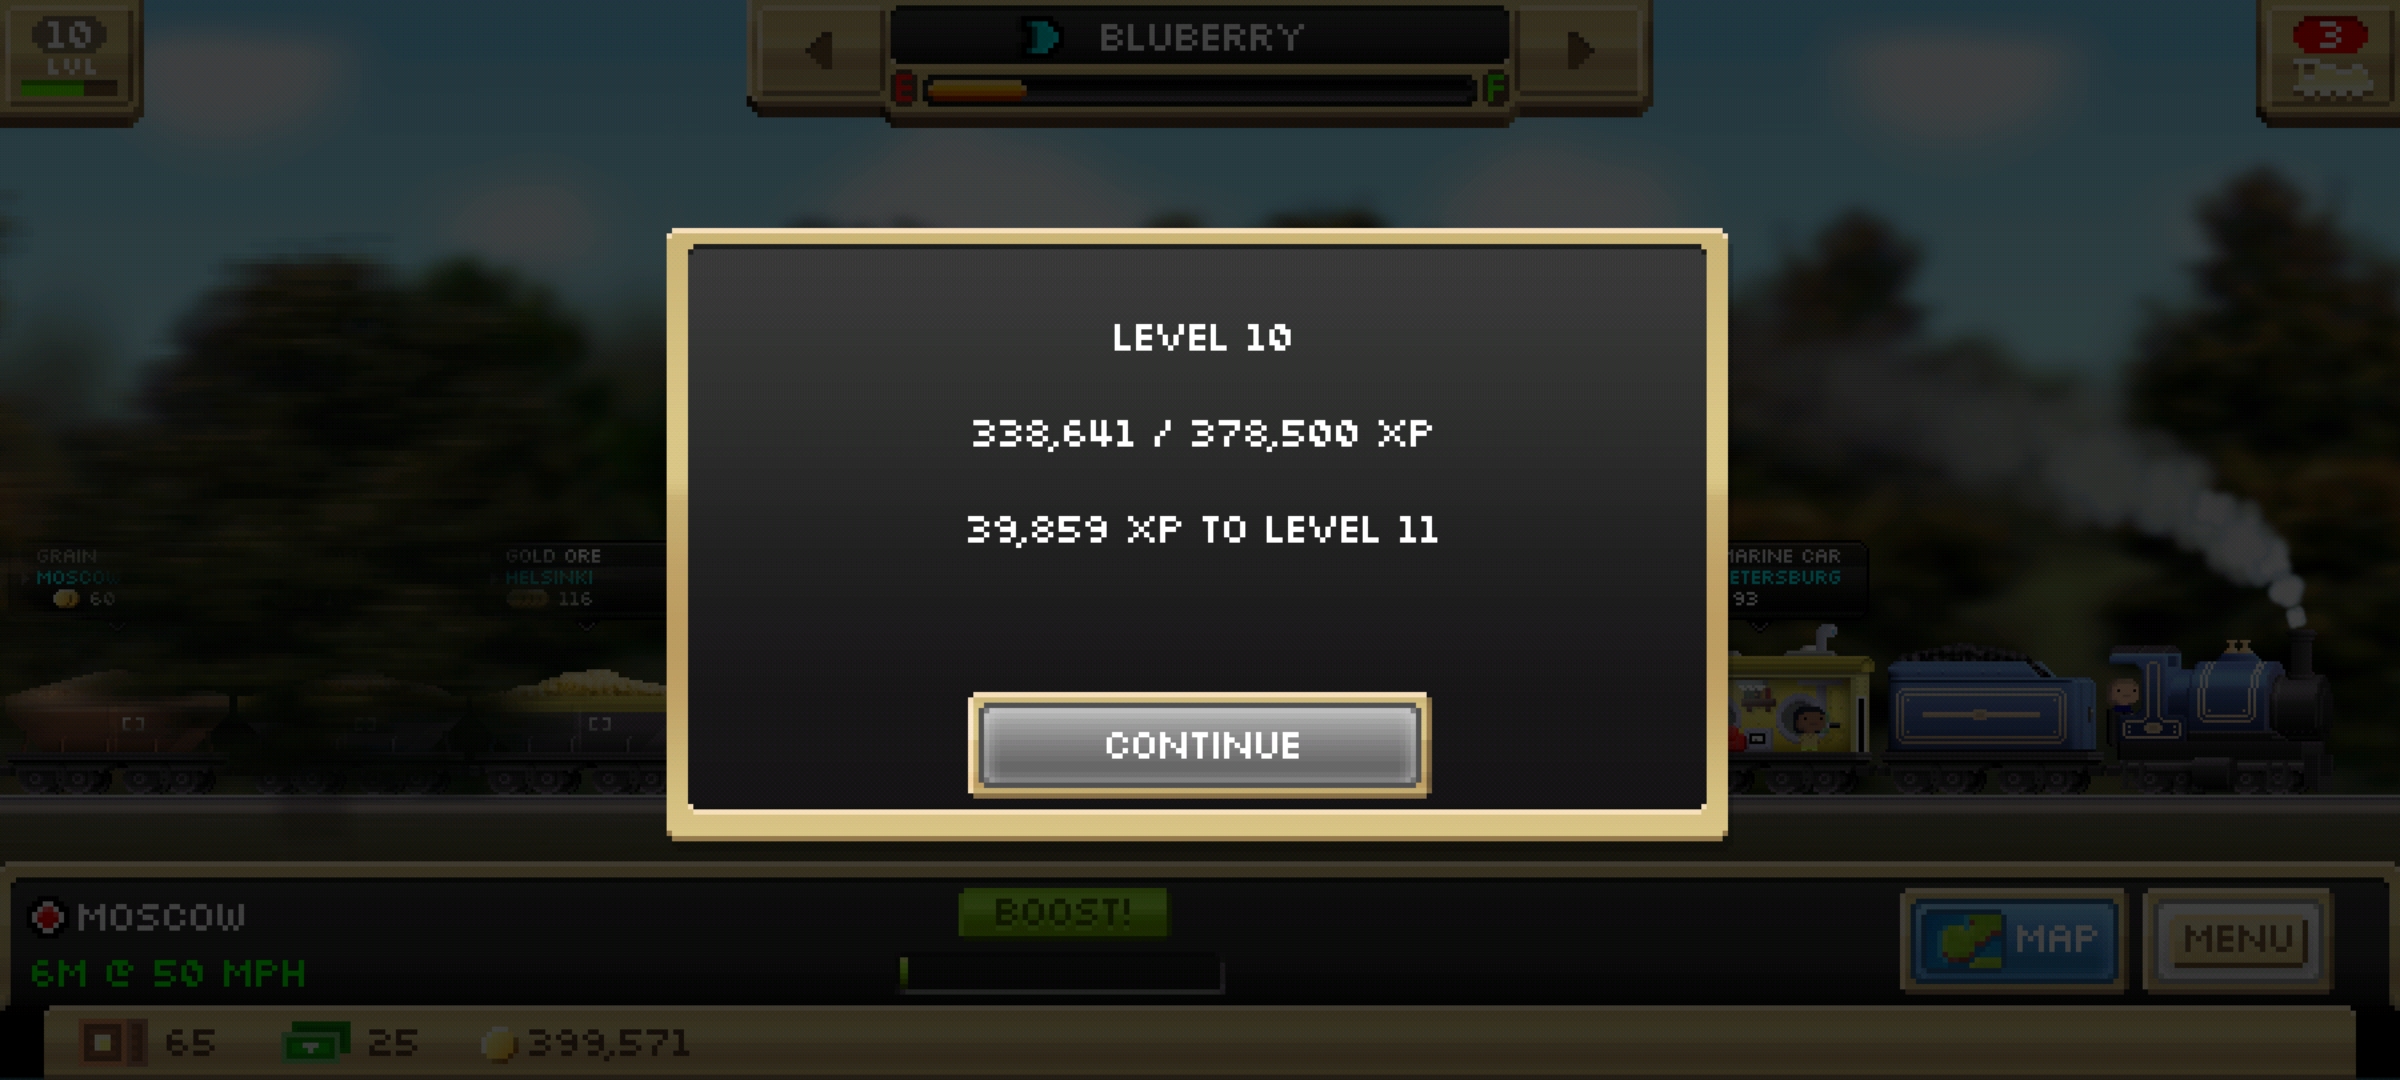 10
LVL
BLUBERRY
E
F
3
LEVEL 10
338,641 / 378,500 XP
39,859 XP TO LEVEL 11
CONTINUE
GRAIN
MOSCOW
60
GOLD ORE
HELSINKI
116
MARINE CAR
ETERSBURG
93
MOSCOW
6M @ 50 MPH
BOOST!
MAP
MENU
65
25
399,571